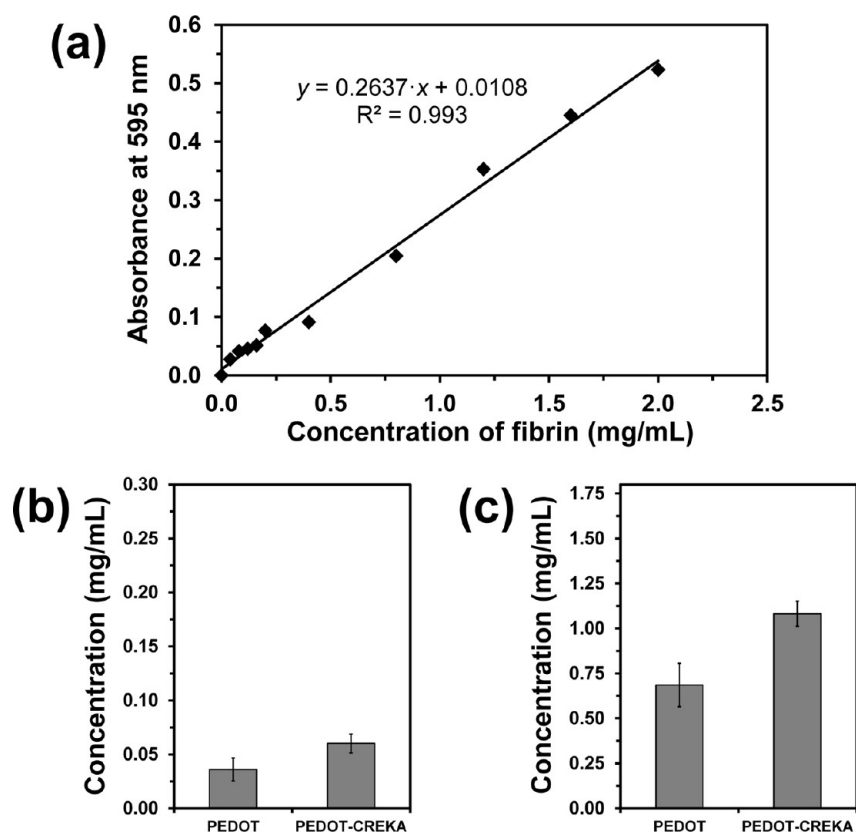 (a)
0.6
0.5
0.4
0.3
0.2
0.1
0.0
Absorbance at 595 nm
y = 0.2637·x + 0.0108
R² = 0.993
0.0 0.5 1.0 1.5 2.0 2.5
Concentration of fibrin (mg/mL)
(b)
0.30
0.25
0.20
0.15
0.10
0.05
0.00
Concentration (mg/mL)
PEDOT PEDOT-CREKA
(c)
1.75
1.50
1.25
1.00
0.75
0.50
0.25
0.00
Concentration (mg/mL)
PEDOT PEDOT-CREKA